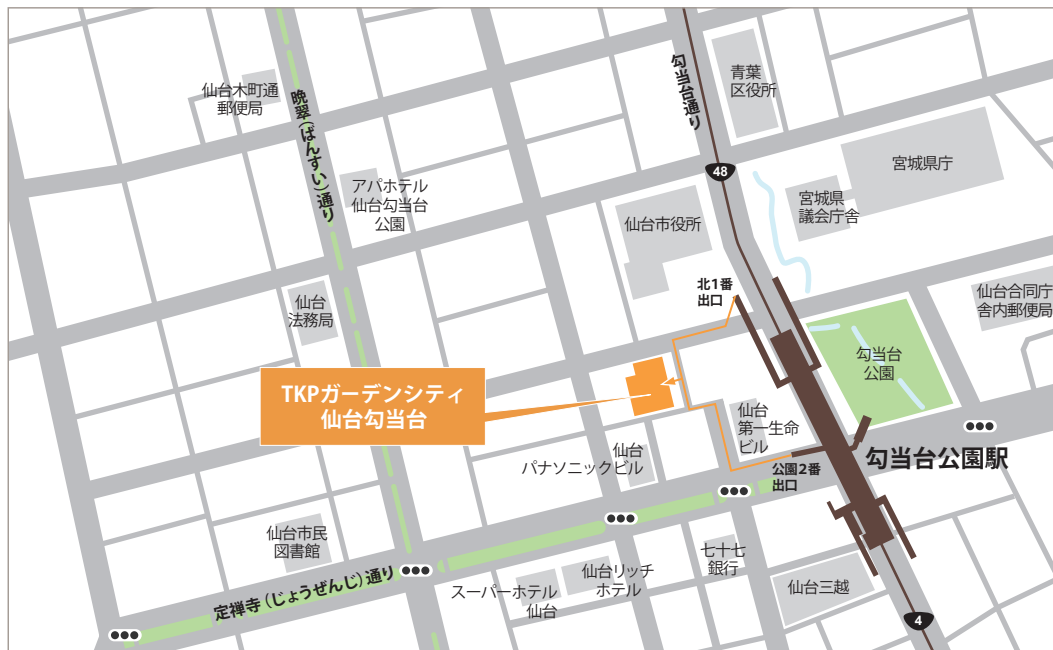 青葉
区役所
勾当台通り
仙台木町通
郵便局
晩翠(ばんすい)通り
48
宮城県庁
宮城県
議会庁舎
アパホテル
仙台勾当台
公園
仙台市役所
北1番
出口
仙台合同庁
舎内郵便局
仙台
法務局
勾当台
公園
TKPガーデンシティ
仙台勾当台
仙台
第一生命
ビル
仙台
パナソニックビル
公園2番
出口
勾当台公園駅
仙台市民
図書館
七十七
銀行
定禅寺(じょうぜんじ)通り
スーパーホテル
仙台
仙台リッチ
ホテル
仙台三越
4